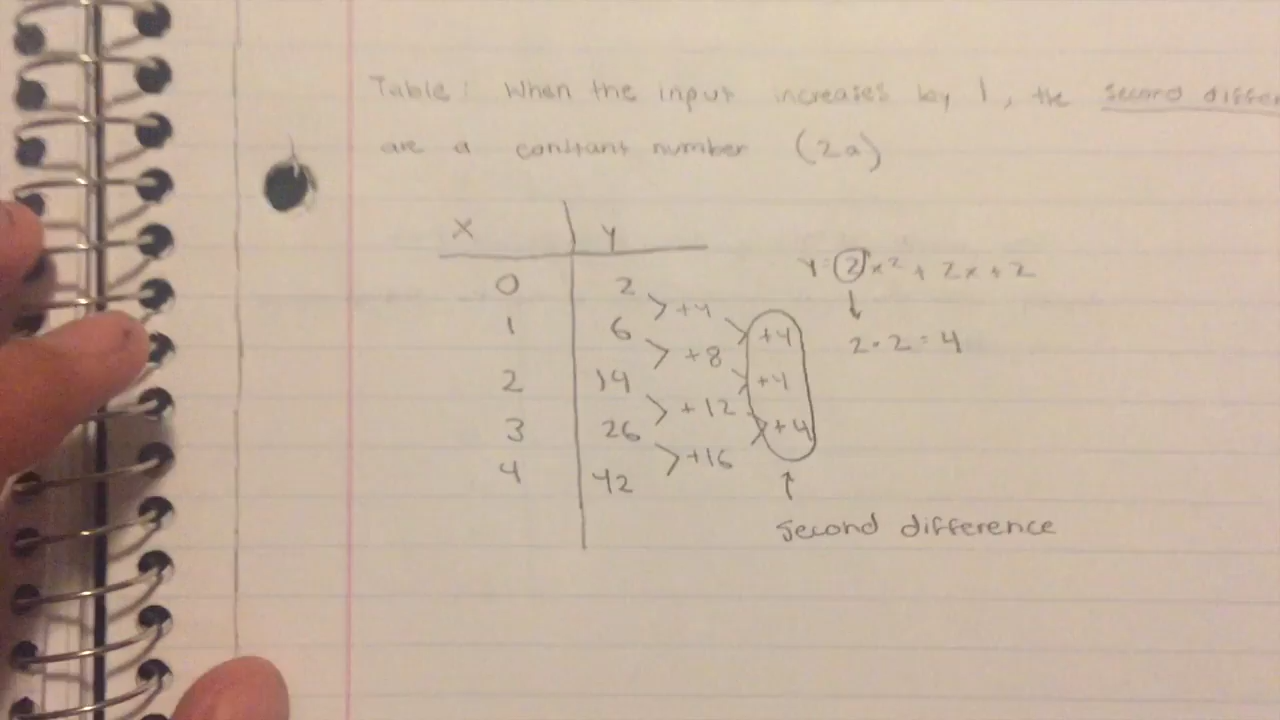 Table: When the input increases by 1, the second differ
are a constant number (2a)
x y
0 2
> +4
1 6 > +4
> +8
2 14 > +4
> +12
3 26 > +4
> +16
4 42
y = 2x² + 2x + 2
↓
2 · 2 = 4
↑
second difference